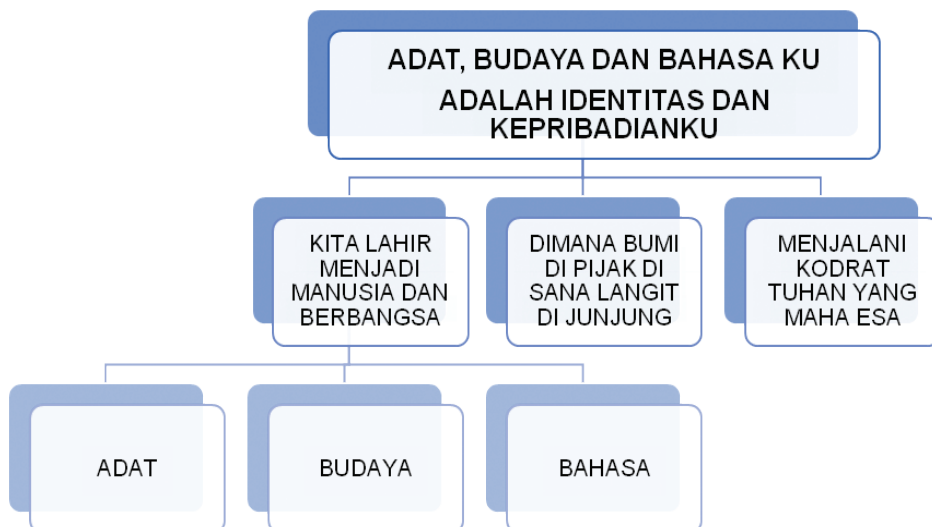 ADAT, BUDAYA DAN BAHASA KU
ADALAH IDENTITAS DAN
KEPRIBADIANKU
KITA LAHIR
MENJADI
MANUSIA DAN
BERBANGSA
DIMANA BUMI
DI PIJAK DI
SANA LANGIT
DI JUNJUNG
MENJALANI
KODRAT
TUHAN YANG
MAHA ESA
ADAT
BUDAYA
BAHASA